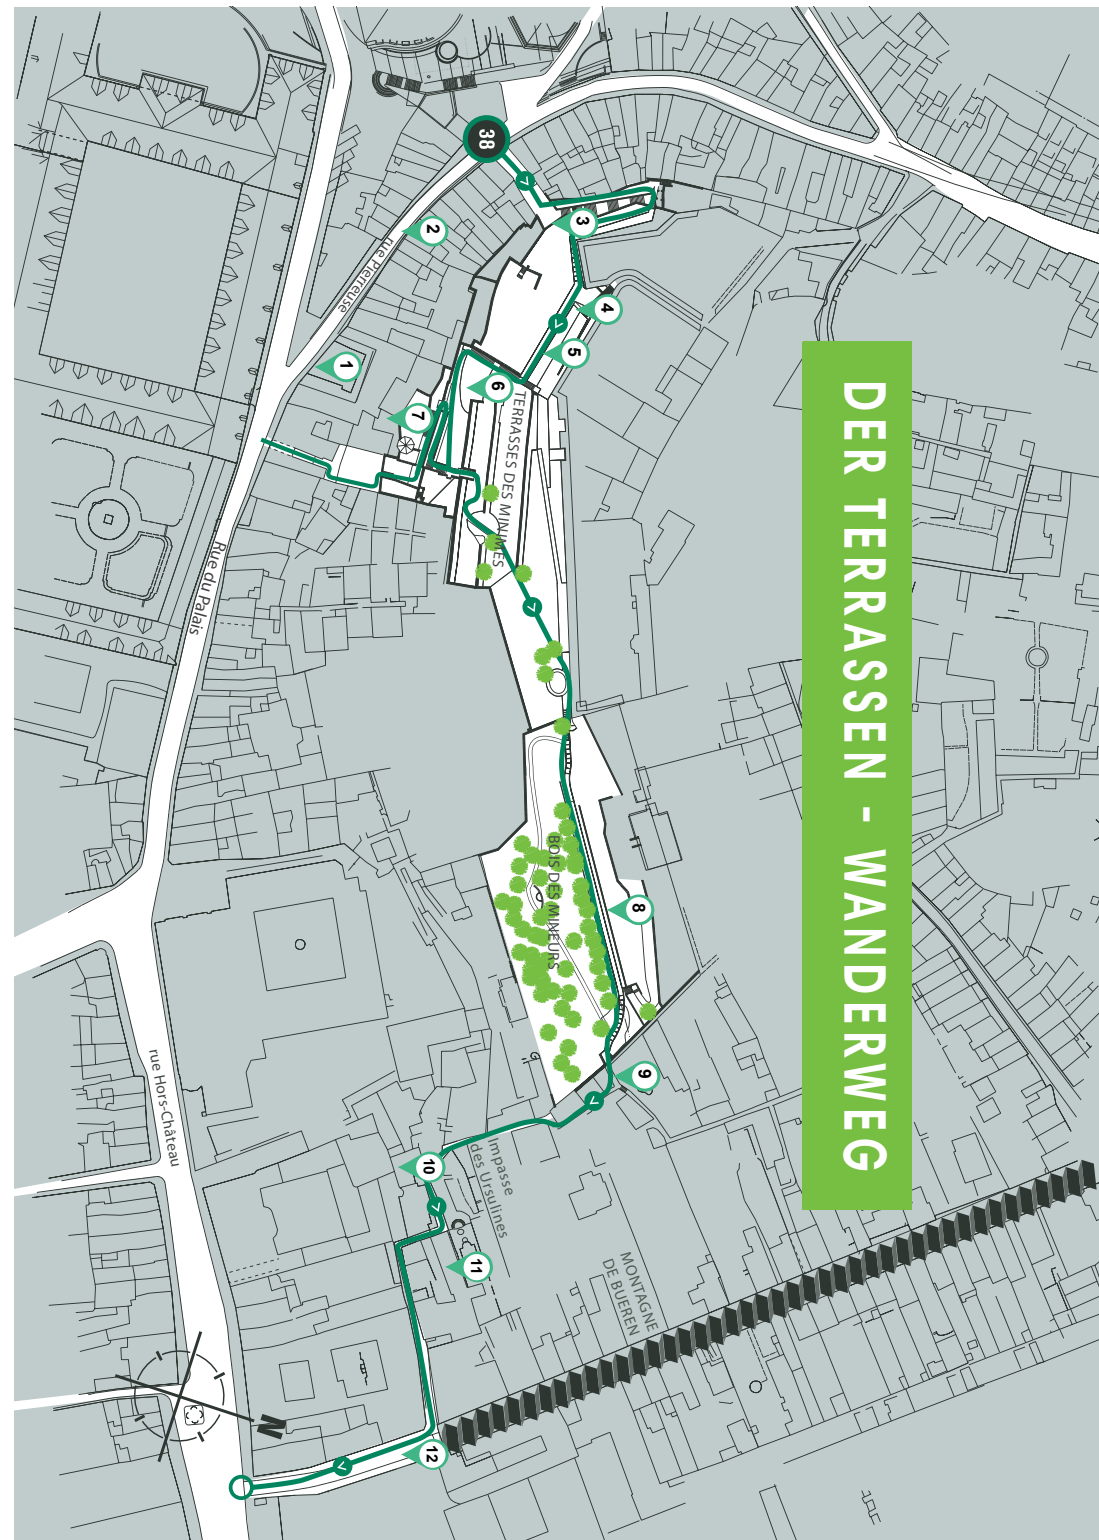 DER TERRASSEN - WANDERWEG
38
3
2
4
5
1
6
7
rue Pierreuse
TERRASSES DES MINIMES
Rue du Palais
8
BOIS DES MINEURS
9
rue Hors-Château
10
Impasse
des Ursulines
11
MONTAGNE
DE BUEREN
12
N